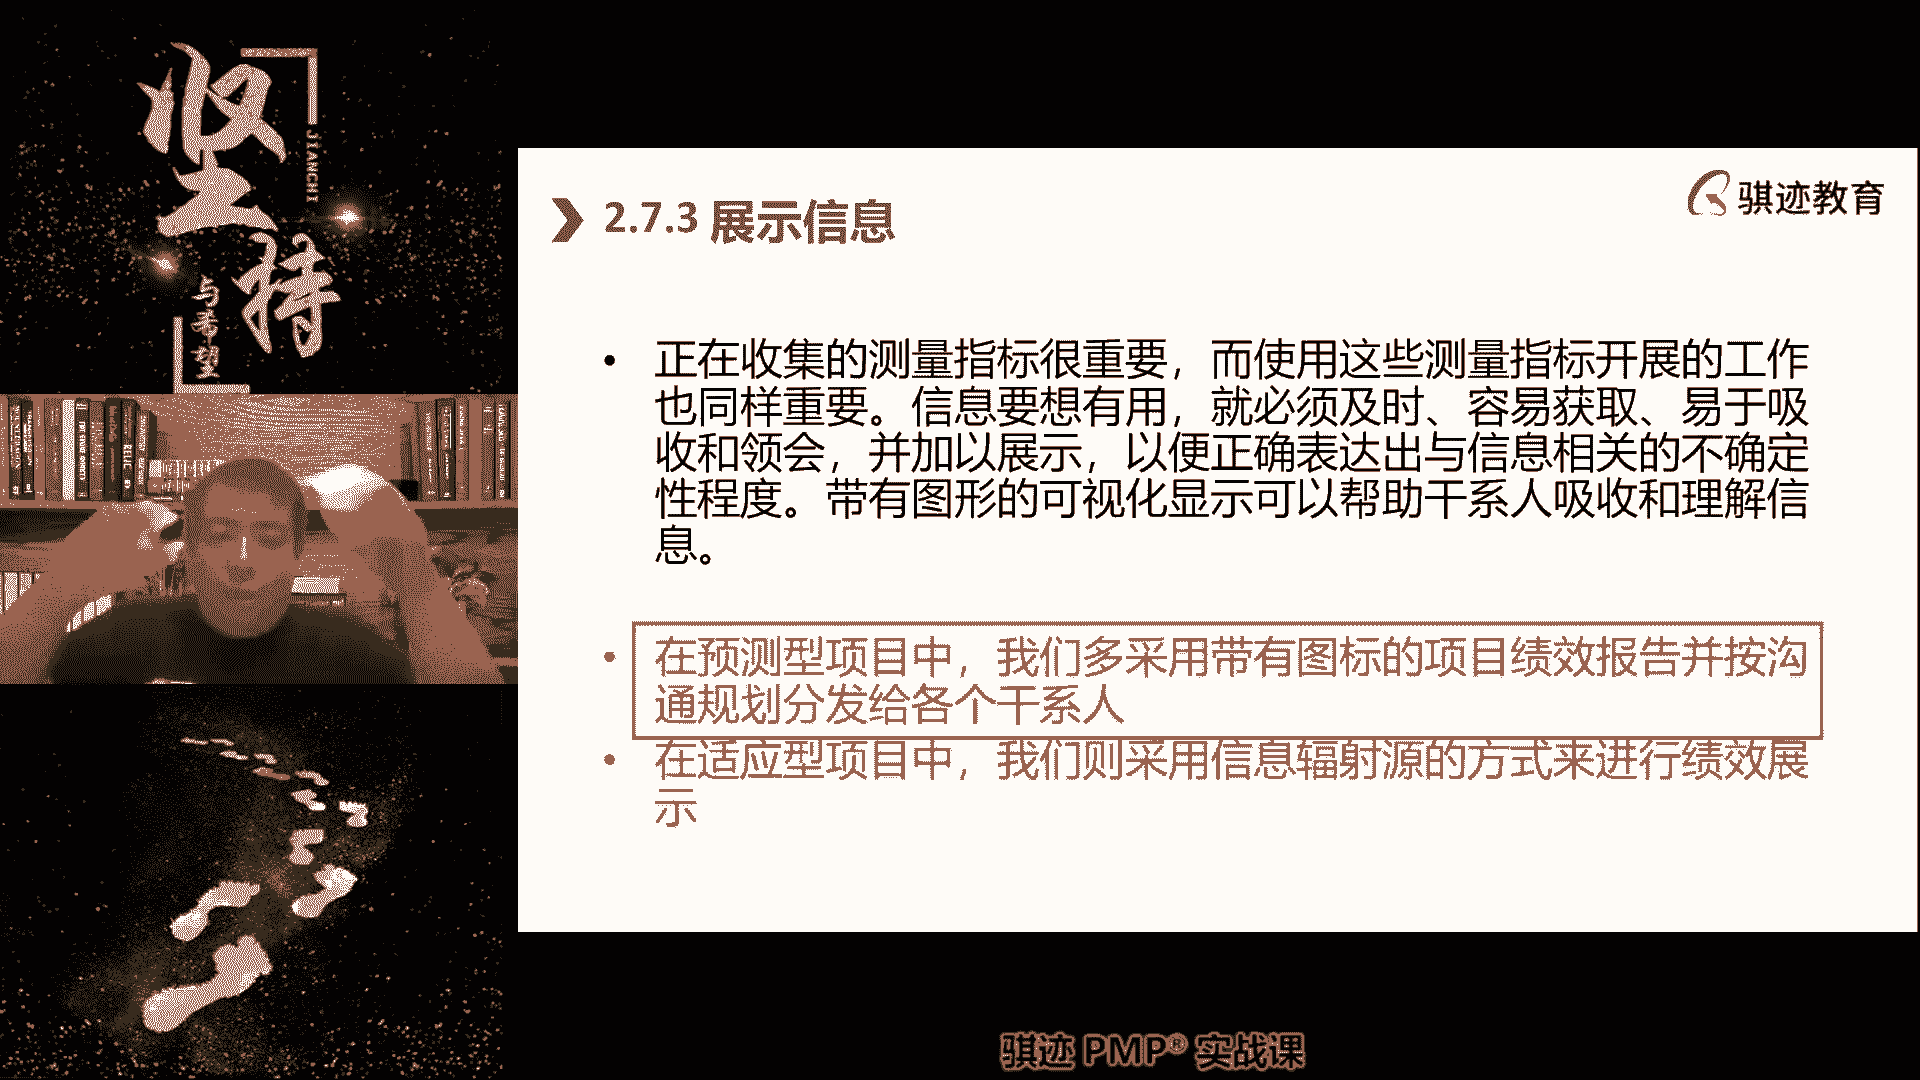 坚持
JIANCHI
与希望
2.7.3 展示信息
骐迹教育
• 正在收集的测量指标很重要，而使用这些测量指标开展的工作
也同样重要。信息要想有用，就必须及时、容易获取、易于吸
收和领会，并加以展示，以便正确表达出与信息相关的不确定
性程度。带有图形的可视化显示可以帮助干系人吸收和理解信
息。
• 在预测型项目中，我们多采用带有图标的项目绩效报告并按沟
通规划分发给各个干系人
• 在适应型项目中，我们则采用信息辐射源的方式来进行绩效展
示
骐迹 PMP® 实战课